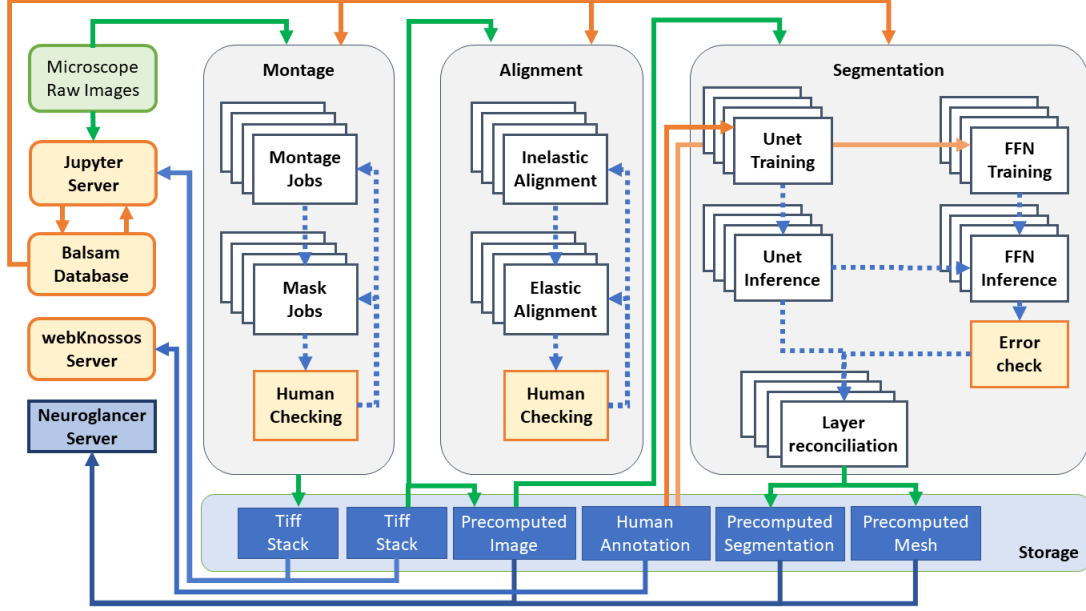 Microscope
Raw Images
Jupyter
Server
Balsam
Database
webKnossos
Server
Neuroglancer
Server
Montage
Montage
Jobs
Mask
Jobs
Human
Checking
Alignment
Inelastic
Alignment
Elastic
Alignment
Human
Checking
Segmentation
Unet
Training
FFN
Training
Unet
Inference
FFN
Inference
Error
check
Layer
reconciliation
Tiff
Stack
Tiff
Stack
Precomputed
Image
Human
Annotation
Precomputed
Segmentation
Precomputed
Mesh
Storage